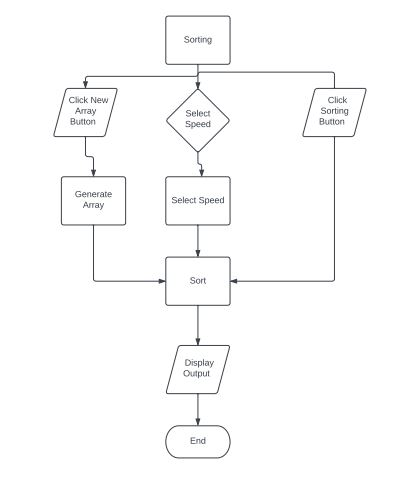 Sorting
Click New
Array
Button
Select
Speed
Click
Sorting
Button
Generate
Array
Select Speed
Sort
Display
Output
End